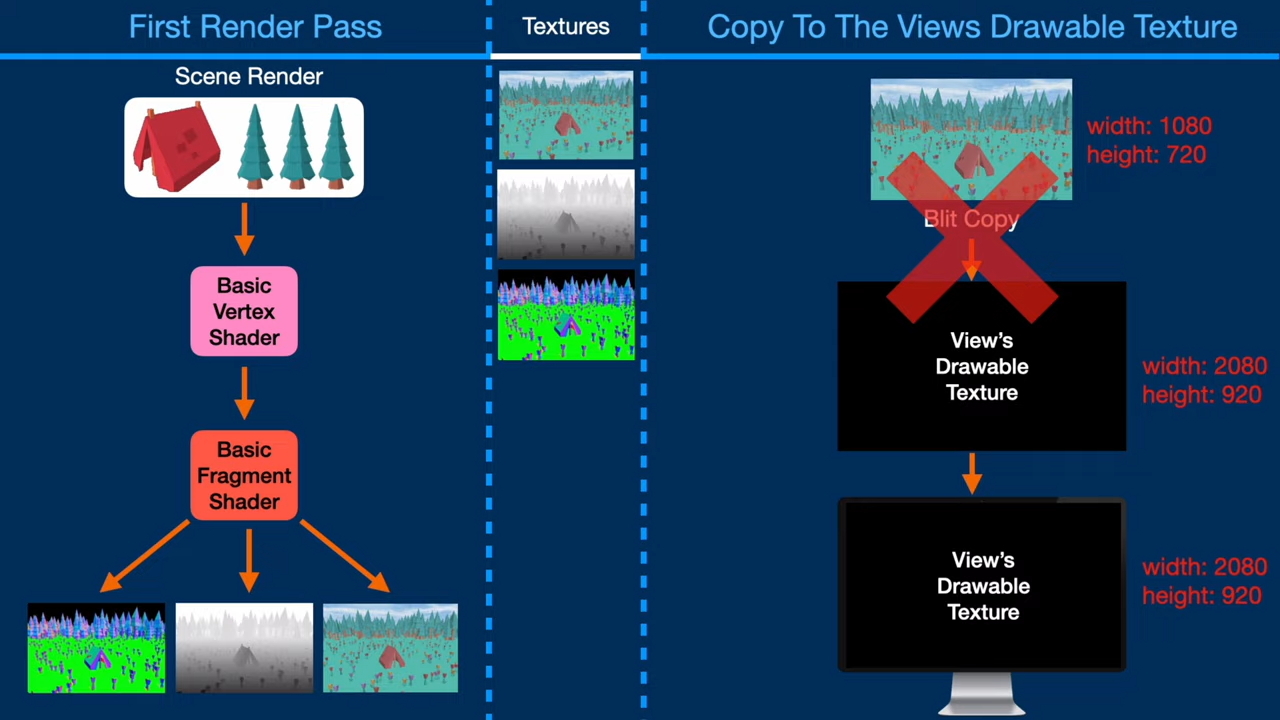 First Render Pass
Textures
Copy To The Views Drawable Texture
Scene Render
Basic
Vertex
Shader
Basic
Fragment
Shader
width: 1080
height: 720
Blit Copy
View's
Drawable
Texture
width: 2080
height: 920
View's
Drawable
Texture
width: 2080
height: 920